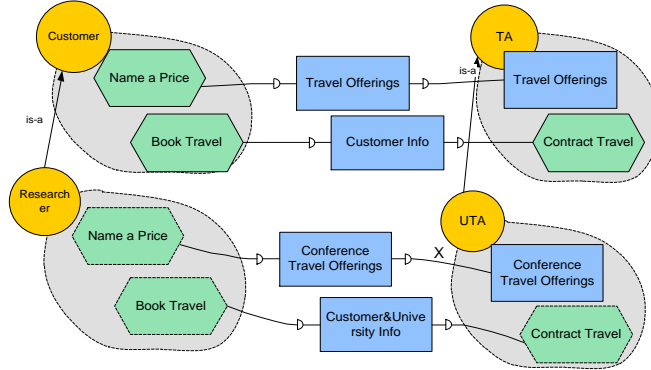 Customer
TA
Name a Price
Travel Offerings
is-a
Travel Offerings
is-a
Book Travel
Customer Info
Contract Travel
Research
er
UTA
Name a Price
Conference
Travel Offerings
X
Conference
Travel Offerings
Book Travel
Customer&Unive
rsity Info
Contract Travel